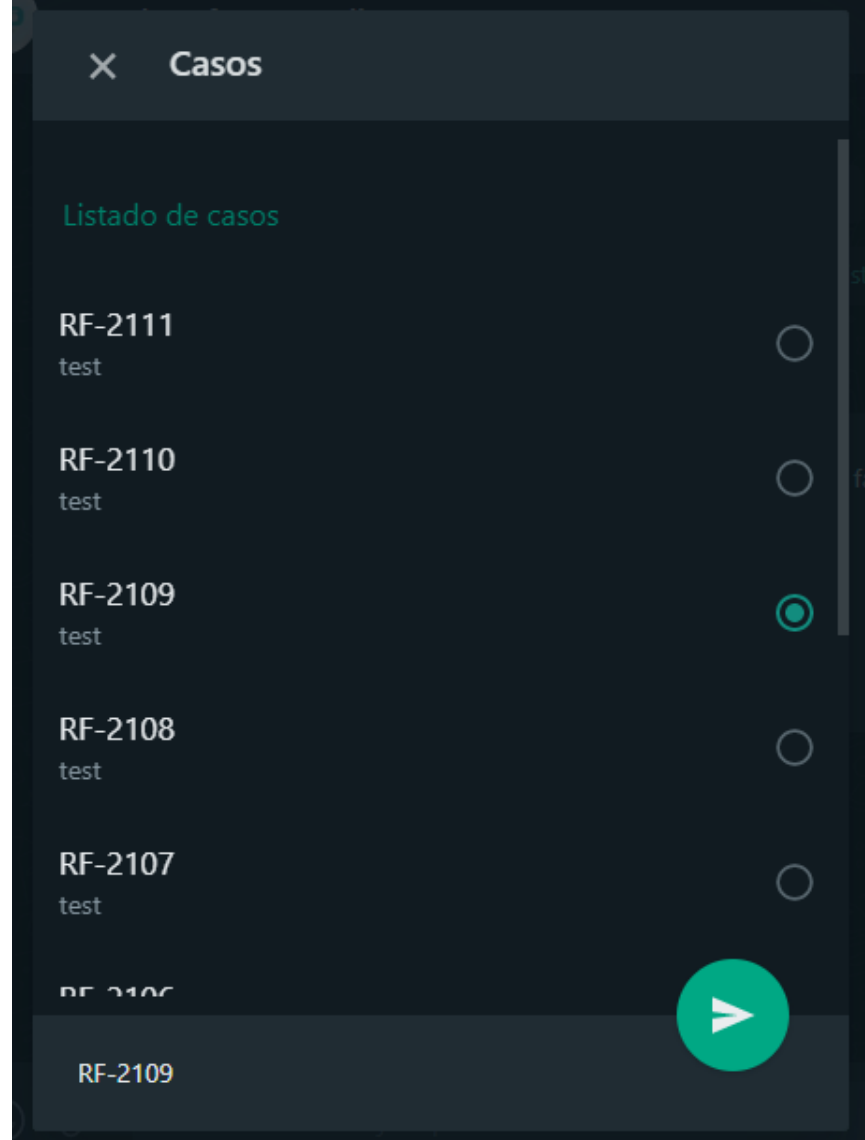 Casos
Listado de casos
RF-2111
test
RF-2110
test
RF-2109
test
RF-2108
test
RF-2107
test
RF-2109